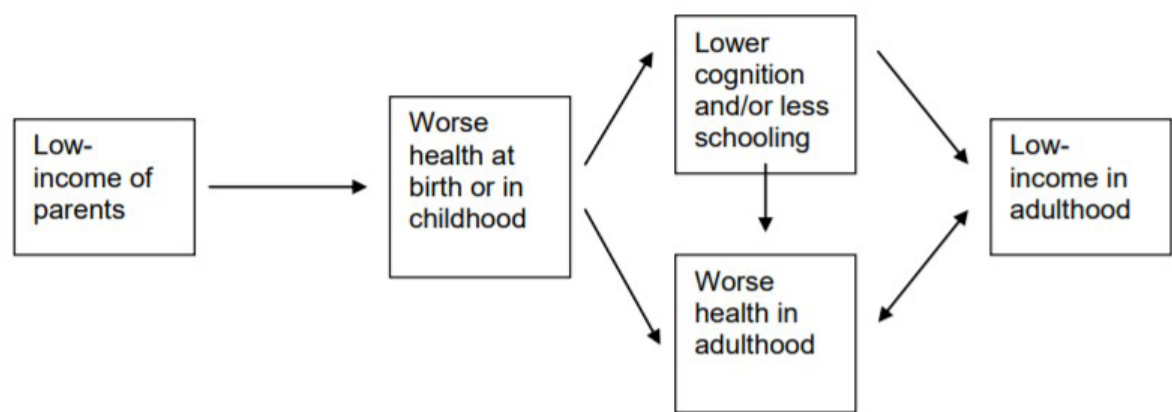 Low-
income of
parents
Worse
health at
birth or in
childhood
Lower
cognition
and/or less
schooling
Worse
health in
adulthood
Low-
income in
adulthood